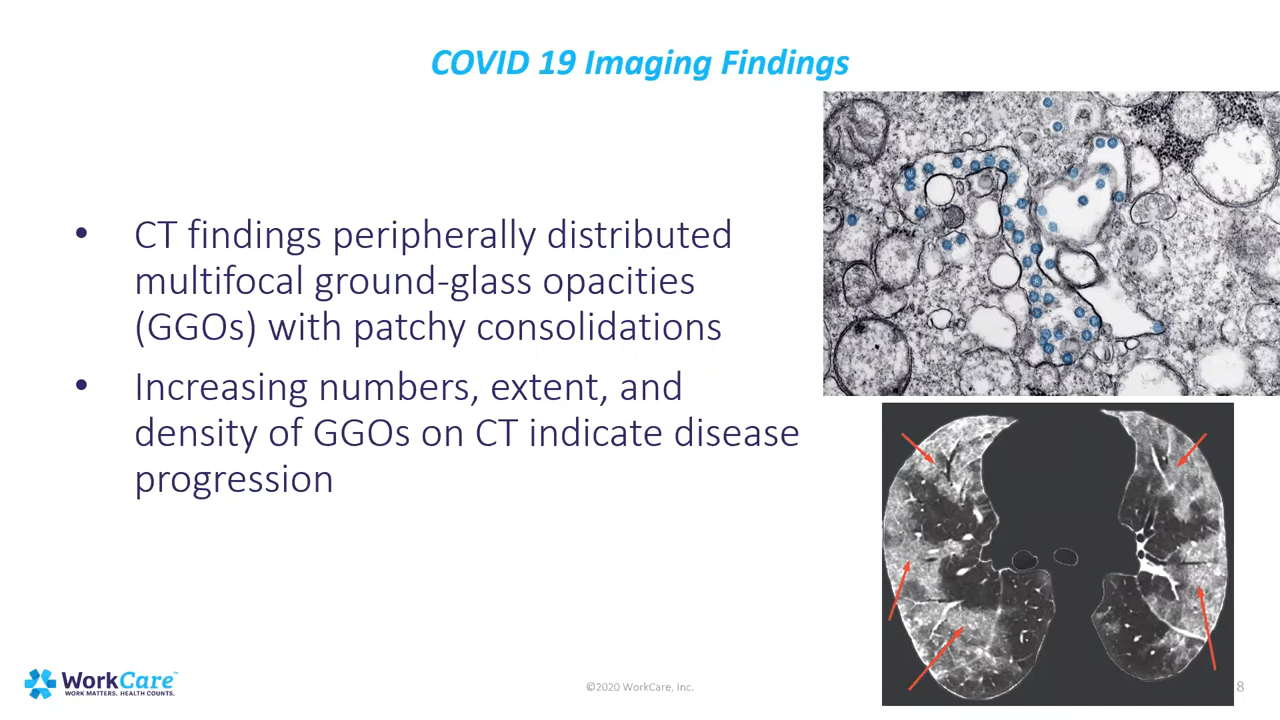 COVID 19 Imaging Findings
• CT findings peripherally distributed
multifocal ground-glass opacities
(GGOs) with patchy consolidations
• Increasing numbers, extent, and
density of GGOs on CT indicate disease
progression
WorkCare™
WORK MATTERS. HEALTH COUNTS.
©2020 WorkCare, Inc.
8